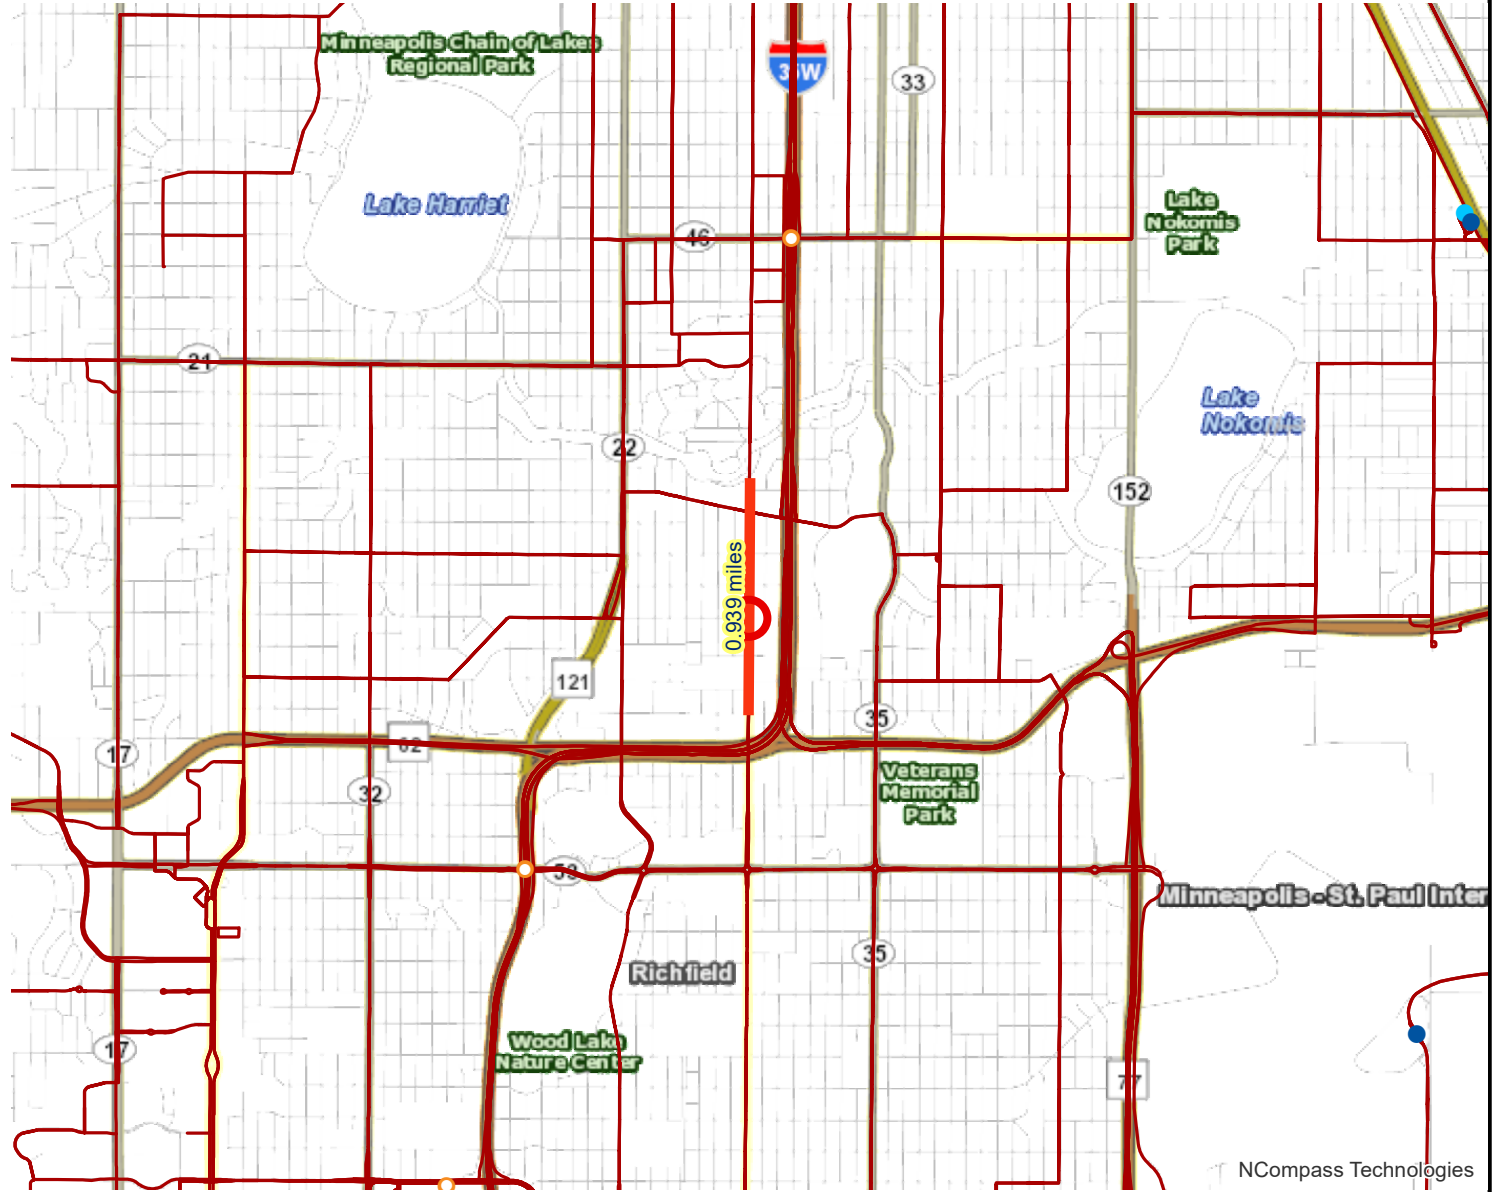 Minneapolis Chain of Lakes
Regional Park
35W
33
Lake Harriet
Lake
Nokomis
Park
46
21
Lake
Nokomis
22
152
0.939 miles
121
35
62
17
32
Veterans
Memorial
Park
53
Minneapolis - St. Paul Inter
35
Richfield
Wood Lake
Nature Center
17
77
NCompass Technologies